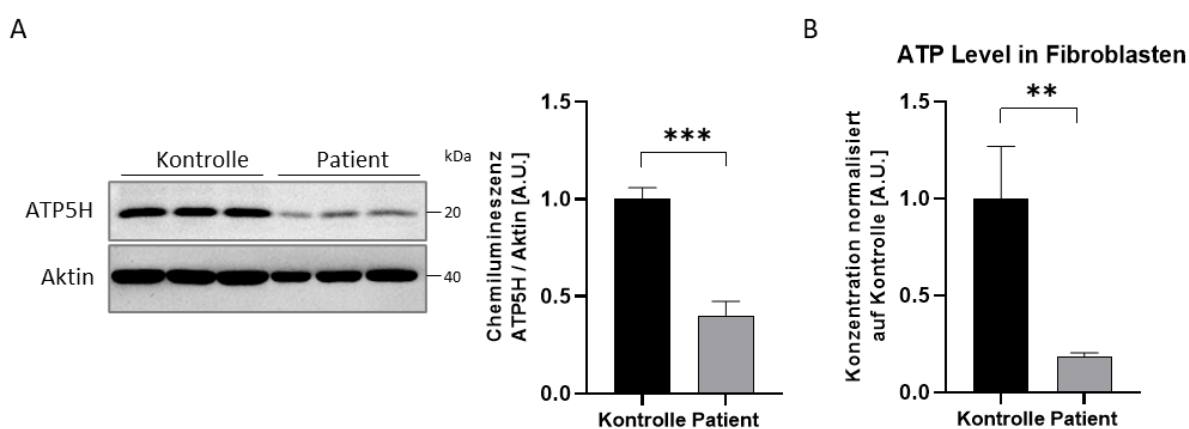 A
Kontrolle Patient kDa
ATP5H 20
Aktin 40
Chemilumineszenz
ATP5H / Aktin [A.U.]
1.5
1.0
0.5
0.0
***
Kontrolle Patient
B
ATP Level in Fibroblasten
Konzentration normalisiert
auf Kontrolle [A.U.]
1.5
1.0
0.5
0.0
**
Kontrolle Patient